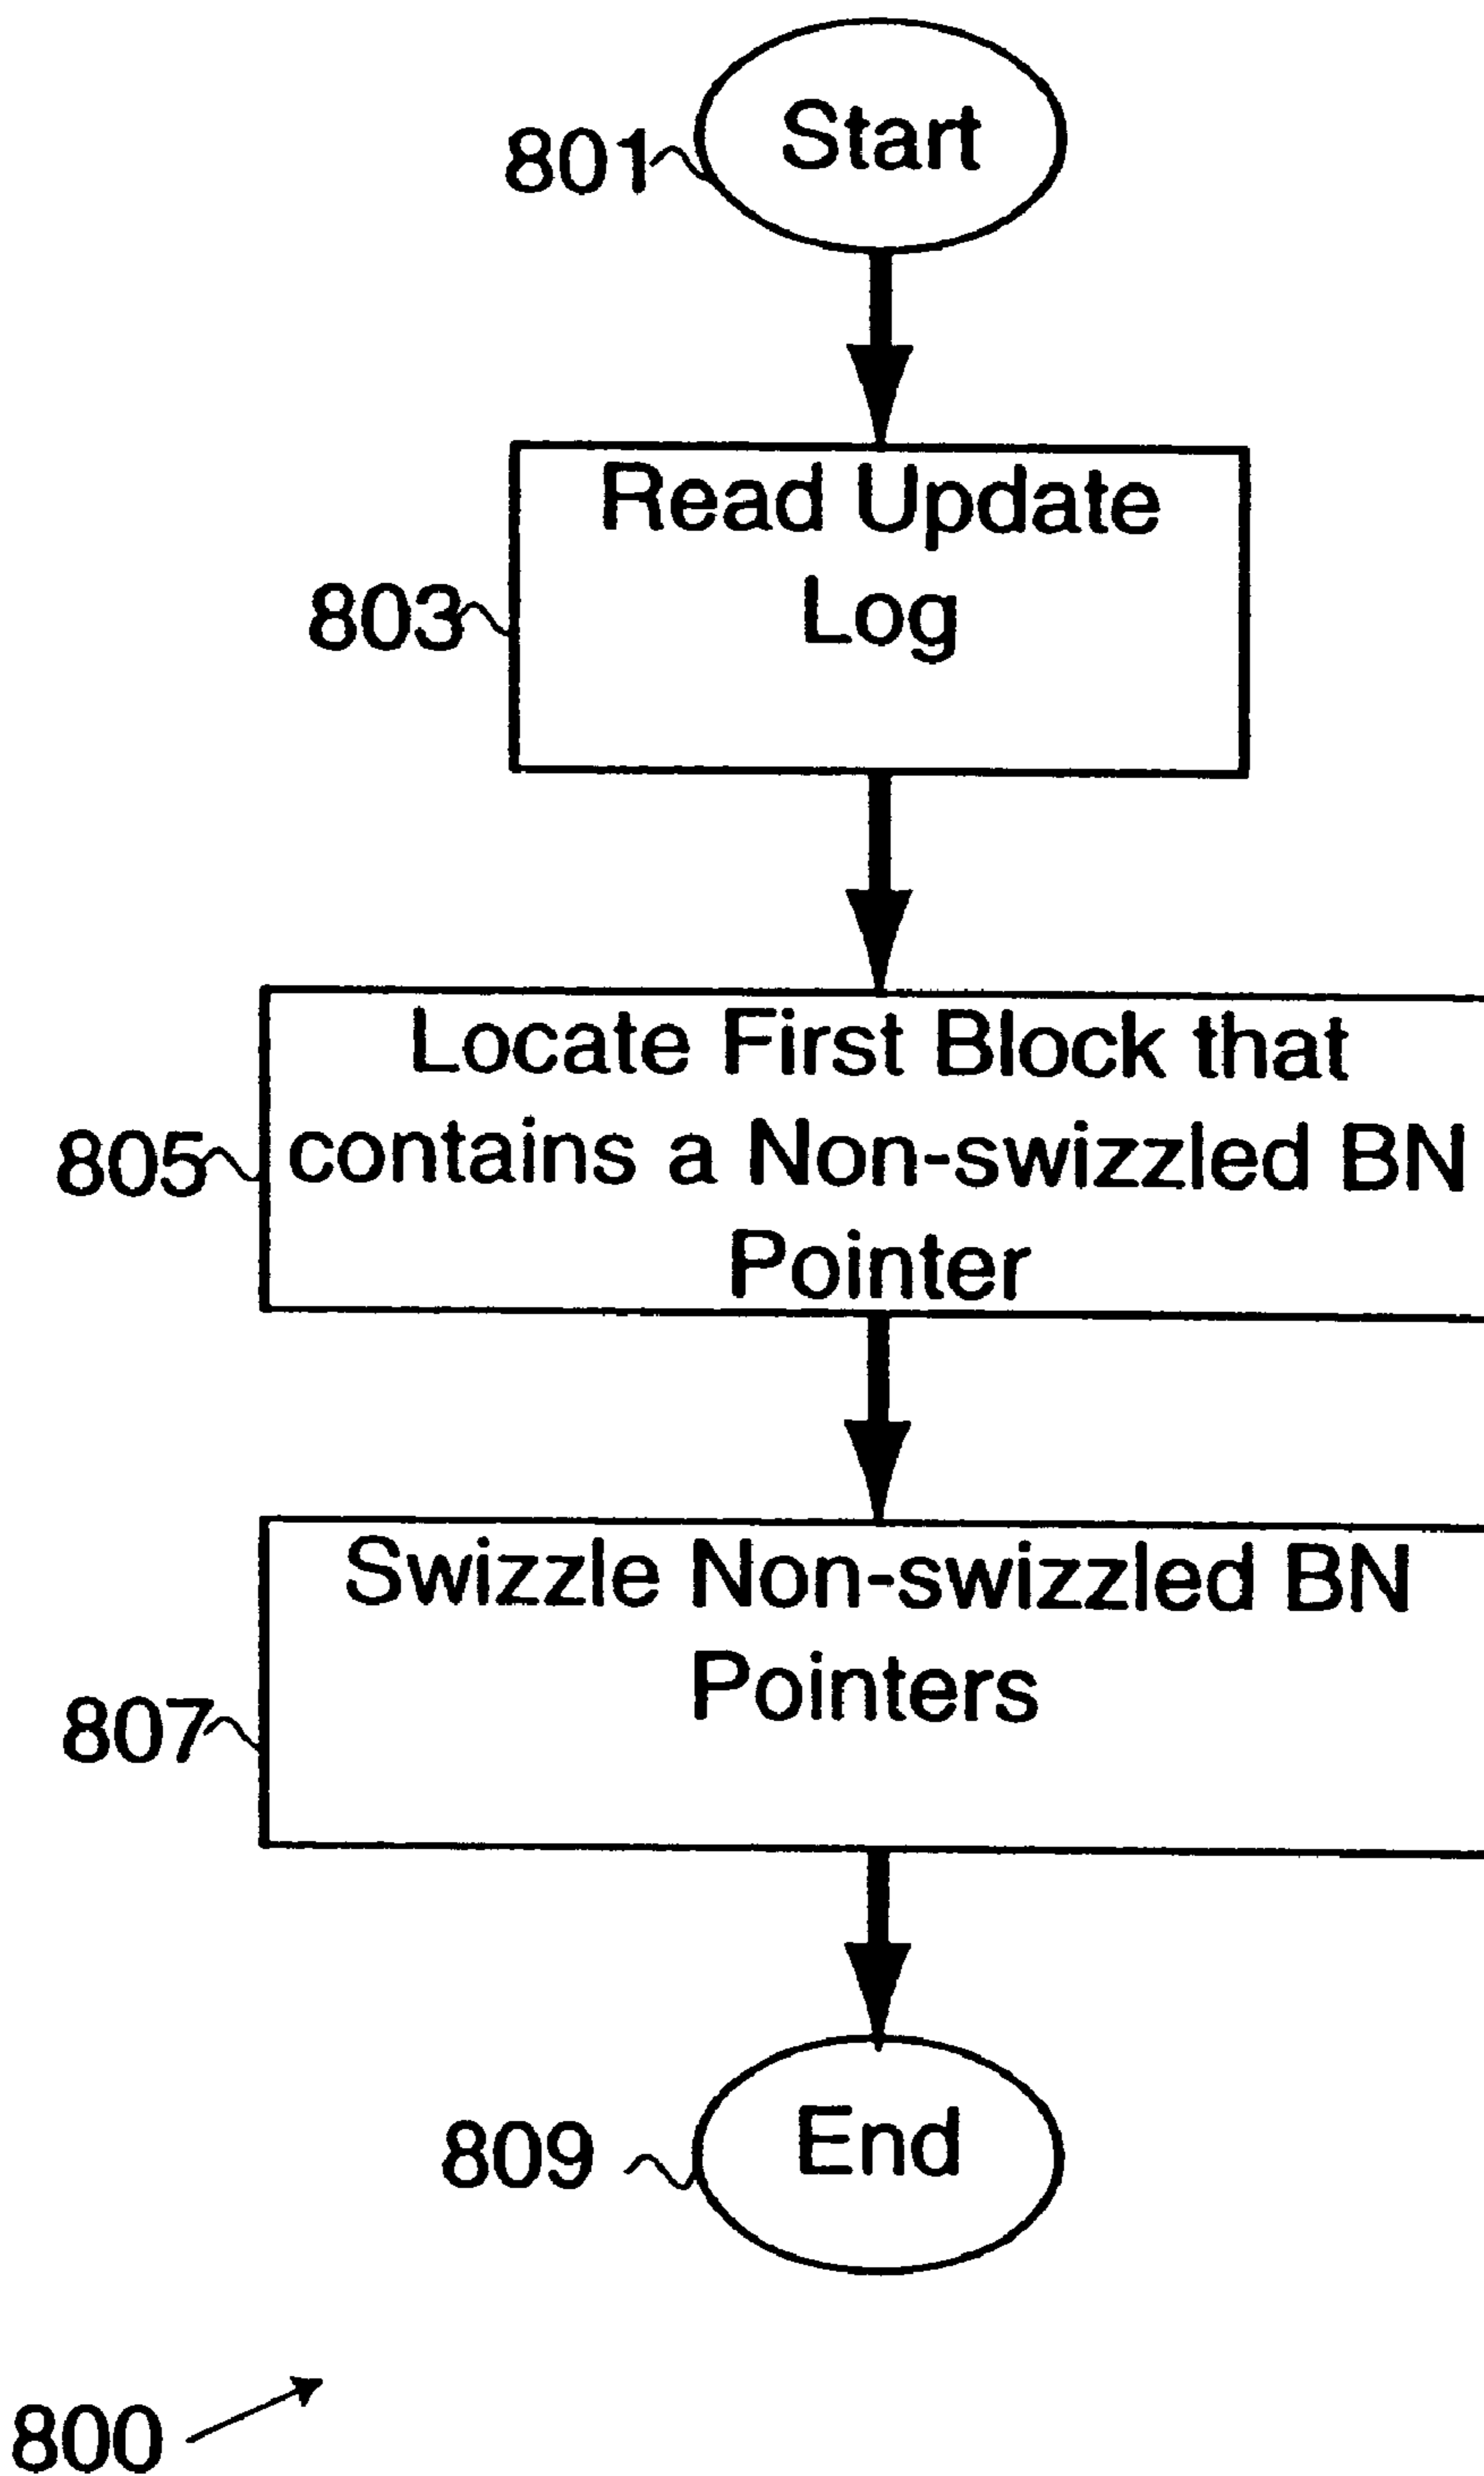 801
Start
Read Update
Log
803
Locate First Block that
contains a Non-swizzled BN
Pointer
805
Swizzle Non-swizzled BN
Pointers
807
End
809
800